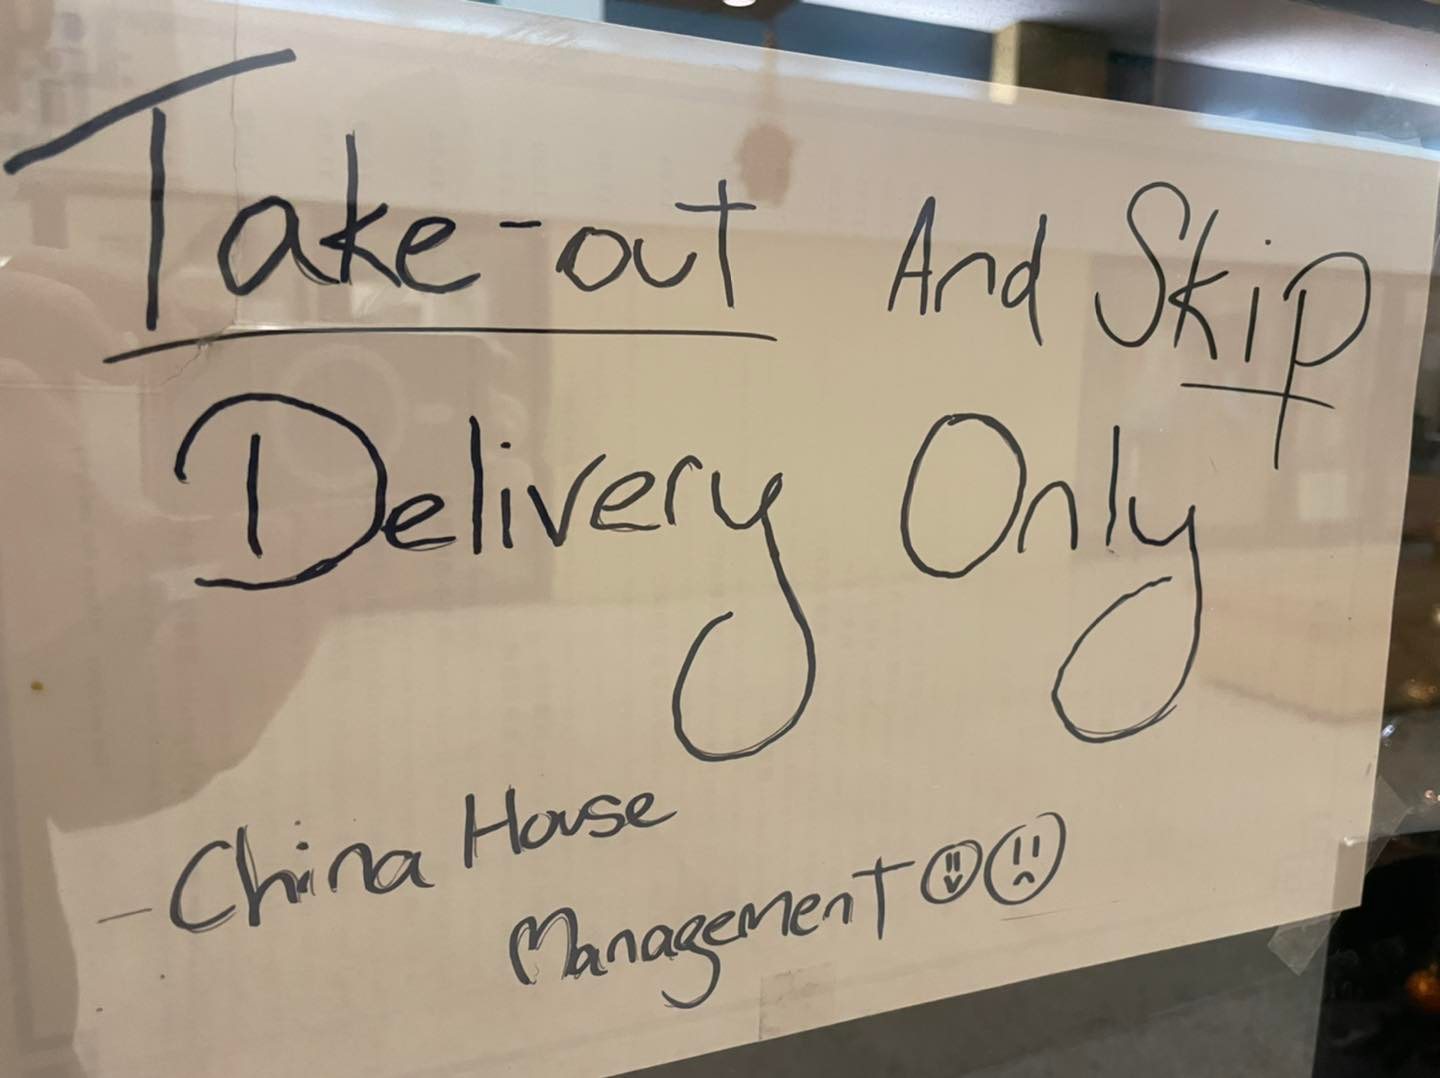 Take-out And Skip
Delivery Only
- China House
Management